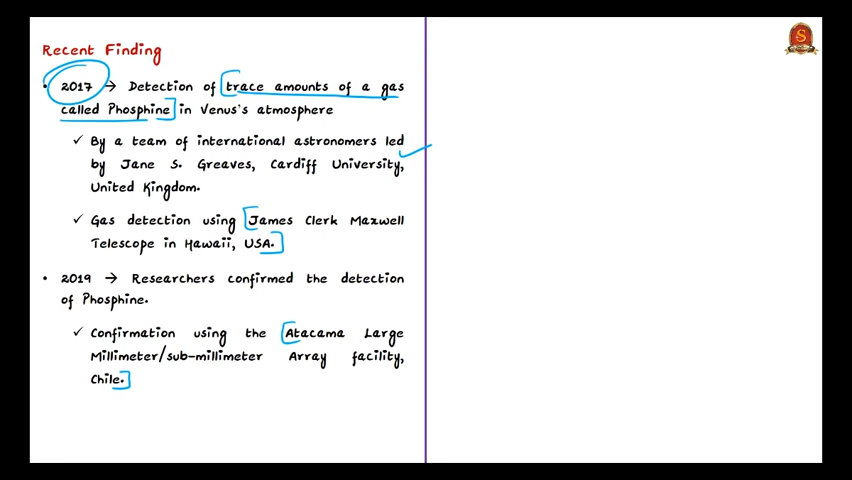 Recent Finding
• 2017 → Detection of trace amounts of a gas
called Phosphine in Venus's atmosphere
✓ By a team of international astronomers led
by Jane S. Greaves, Cardiff University,
United Kingdom.
✓ Gas detection using James Clerk Maxwell
Telescope in Hawaii, USA.
• 2019 → Researchers confirmed the detection
of Phosphine.
✓ Confirmation using the Atacama Large
Millimeter/sub-millimeter Array facility,
Chile.
S